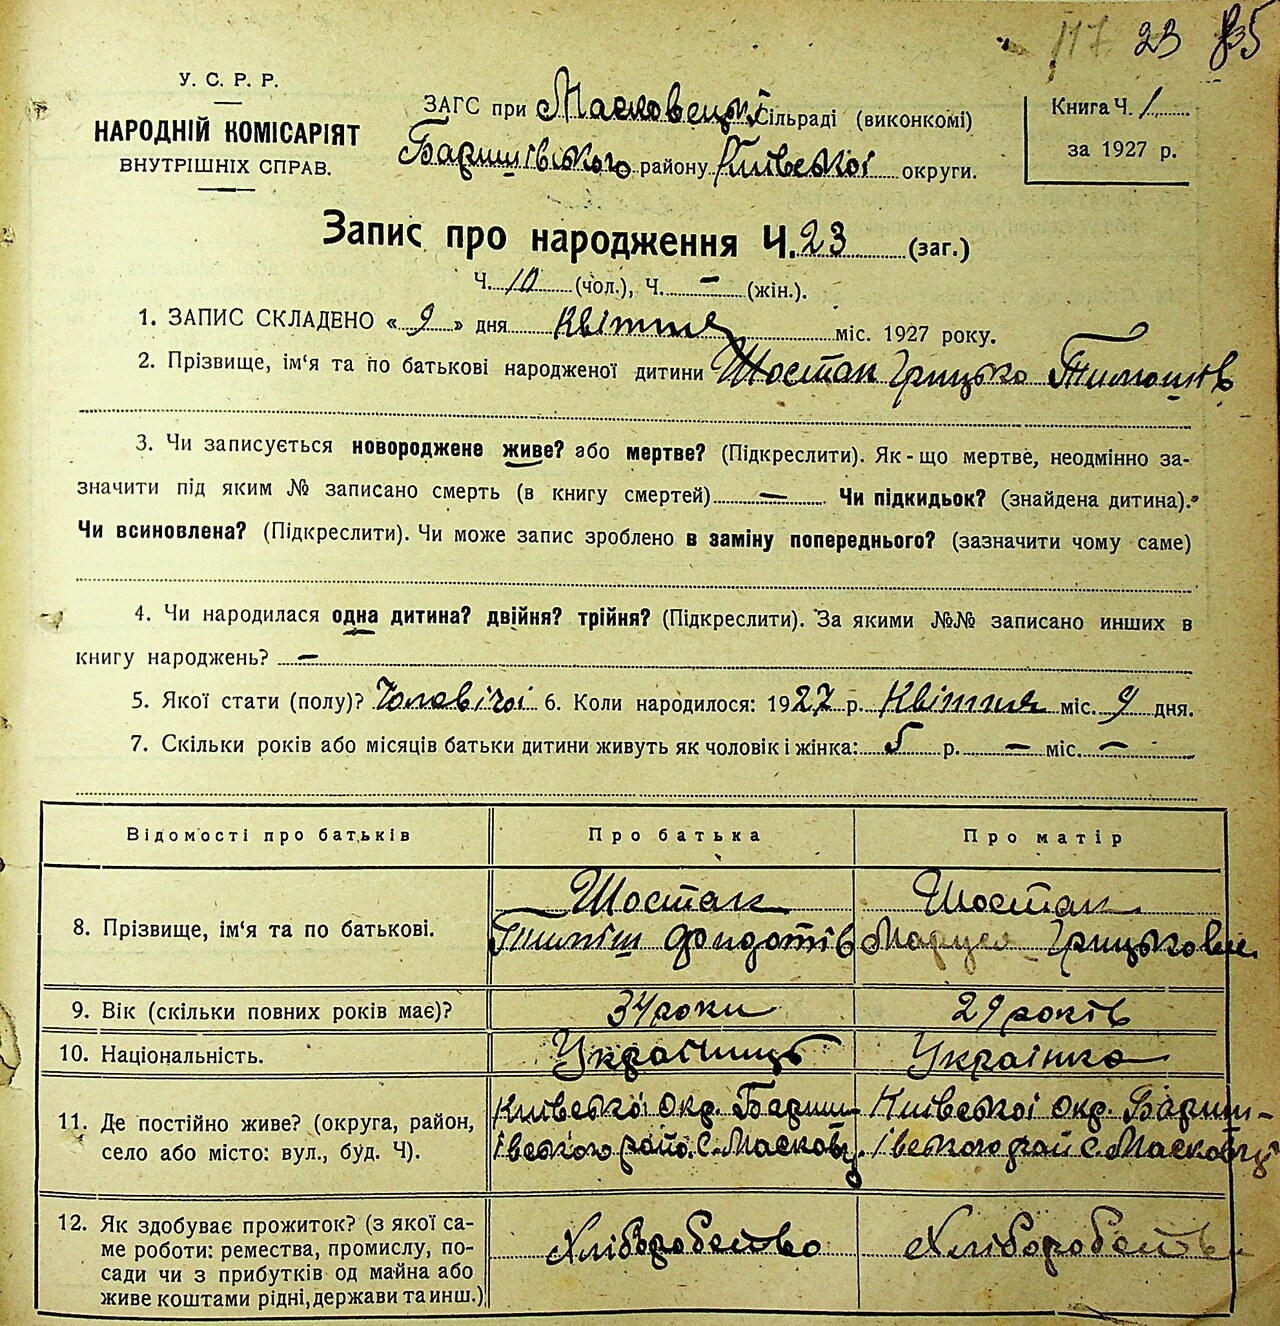 117 23 835
У. С. Р. Р.
НАРОДНІЙ КОМІСАРІЯТ
ВНУТРІШНІХ СПРАВ.
ЗАГС при Масковецькій сільраді (виконкомі)
Баришівського району Київської округи.
Книга Ч. 1
за 1927 р.
Запис про народження Ч. 23 (заг.)
Ч. 10 (чол.), Ч. — (жін.).
1. ЗАПИС СКЛАДЕНО « 9 » дня Квітня міс. 1927 року.
2. Прізвище, ім'я та по батькові народженої дитини Шостак Грицько Тимошів
3. Чи записується новороджене живе? або мертве? (Підкреслити). Як-що мертве, неодмінно за-
значити під яким № записано смерть (в книгу смертей) — Чи підкидьок? (знайдена дитина).
Чи всиновлена? (Підкреслити). Чи може запис зроблено в заміну попереднього? (зазначити чому саме)
4. Чи народилася одна дитина? двійня? трійня? (Підкреслити). За якими №№ записано инших в
книгу народжень? —
5. Якої стати (полу)? Чоловічої 6. Коли народилося: 1927 р. Квітня міс. 9 дня.
7. Скільки років або місяців батьки дитини живуть як чоловік і жінка: 5 р. — міс. —
Відомості про батьків Про батька Про матір
8. Прізвище, ім'я та по батькові. Шостак Шостак
Тиміш Федотів Маруся Грицьковна
9. Вік (скільки повних років має)? 34 роки 29 років
10. Національність. Українець Українка
11. Де постійно живе? (округа, район, Київської окр. Бариш- Київської окр. Бариш-
село або місто: вул., буд. Ч). івського райо. с. Масковц. івського рай с. Масковці
12. Як здобуває прожиток? (з якої са-
ме роботи: ремества, промислу, по- Хліборобство Хліборобство
сади чи з прибутків од майна або
живе коштами рідні, держави та инш.)